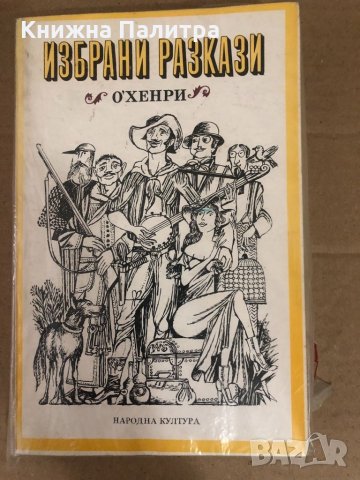 Книжна Палитра
ИЗБРАНИ РАЗКАЗИ
О'ХЕНРИ
НАРОДНА КУЛТУРА
BAZAR